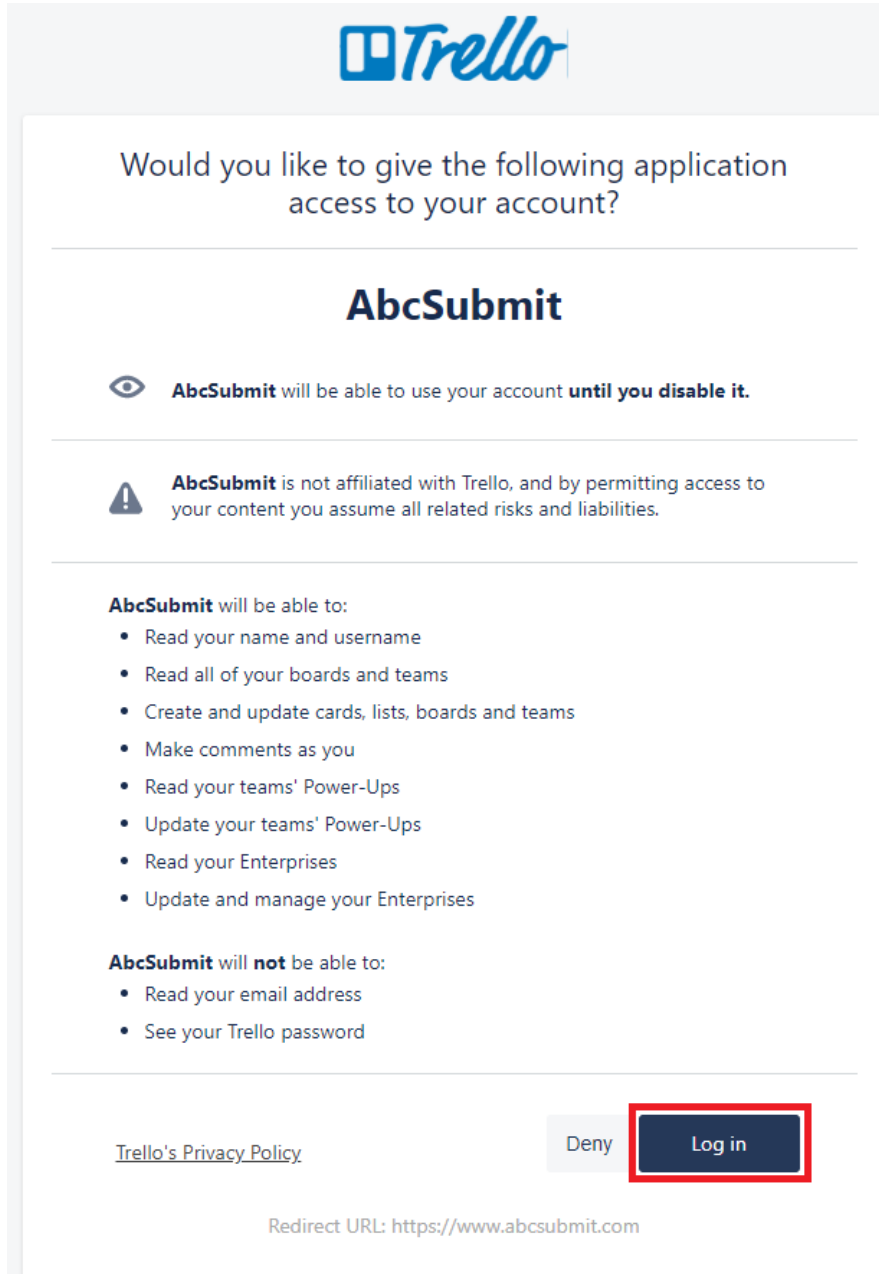 Trello
Would you like to give the following application
access to your account?
AbcSubmit
AbcSubmit will be able to use your account until you disable it.
AbcSubmit is not affiliated with Trello, and by permitting access to
your content you assume all related risks and liabilities.
AbcSubmit will be able to:
• Read your name and username
• Read all of your boards and teams
• Create and update cards, lists, boards and teams
• Make comments as you
• Read your teams' Power-Ups
• Update your teams' Power-Ups
• Read your Enterprises
• Update and manage your Enterprises
AbcSubmit will not be able to:
• Read your email address
• See your Trello password
Trello's Privacy Policy
Deny
Log in
Redirect URL: https://www.abcsubmit.com